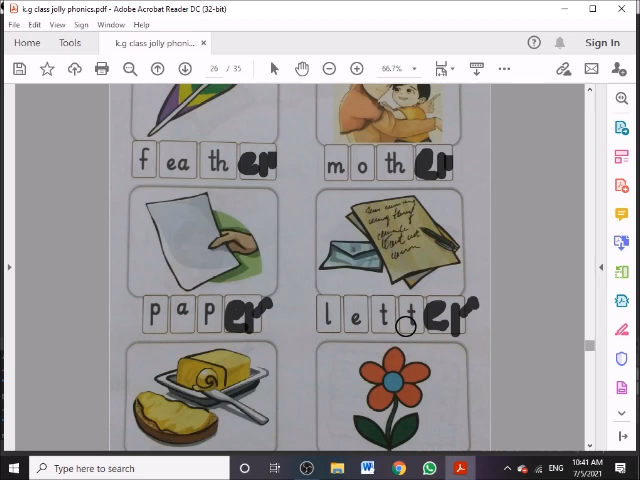 k.g class jolly phonics.pdf - Adobe Acrobat Reader DC (32-bit)
File Edit View Sign Window Help
Home Tools k.g class jolly phoni... × Sign In
26 / 35 66.7%
f ea th er
m o th er
p a p er
l e t t er
Type here to search
ENG
10:41 AM
7/5/2021